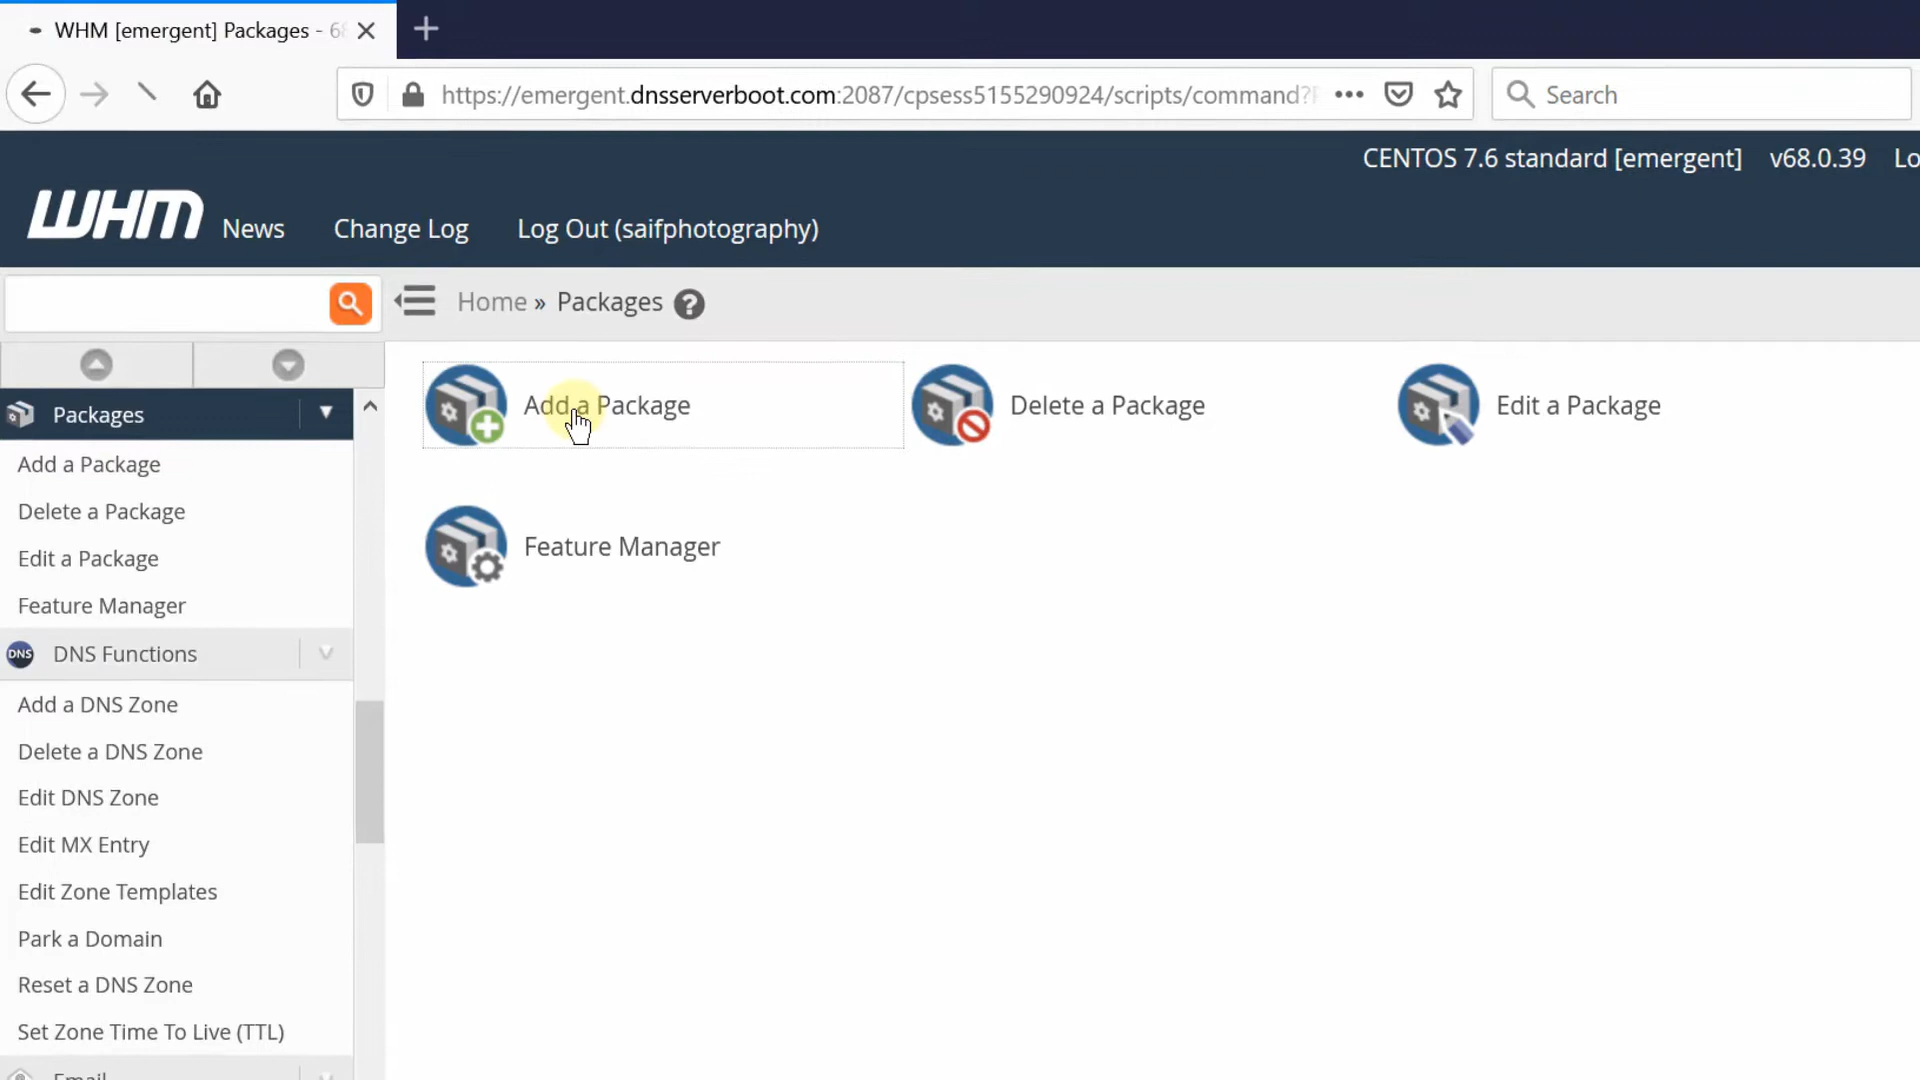 WHM [emergent] Packages - 68
https://emergent.dnsserverboot.com:2087/cpsess5155290924/scripts/command?
Search
CENTOS 7.6 standard [emergent] v68.0.39 Lo
WHM News Change Log Log Out (saifphotography)
Home » Packages ?
Packages
Add a Package
Delete a Package
Edit a Package
Feature Manager
DNS Functions
DNS
Add a DNS Zone
Delete a DNS Zone
Edit DNS Zone
Edit MX Entry
Edit Zone Templates
Park a Domain
Reset a DNS Zone
Set Zone Time To Live (TTL)
Email
Add a Package
Delete a Package
Edit a Package
Feature Manager